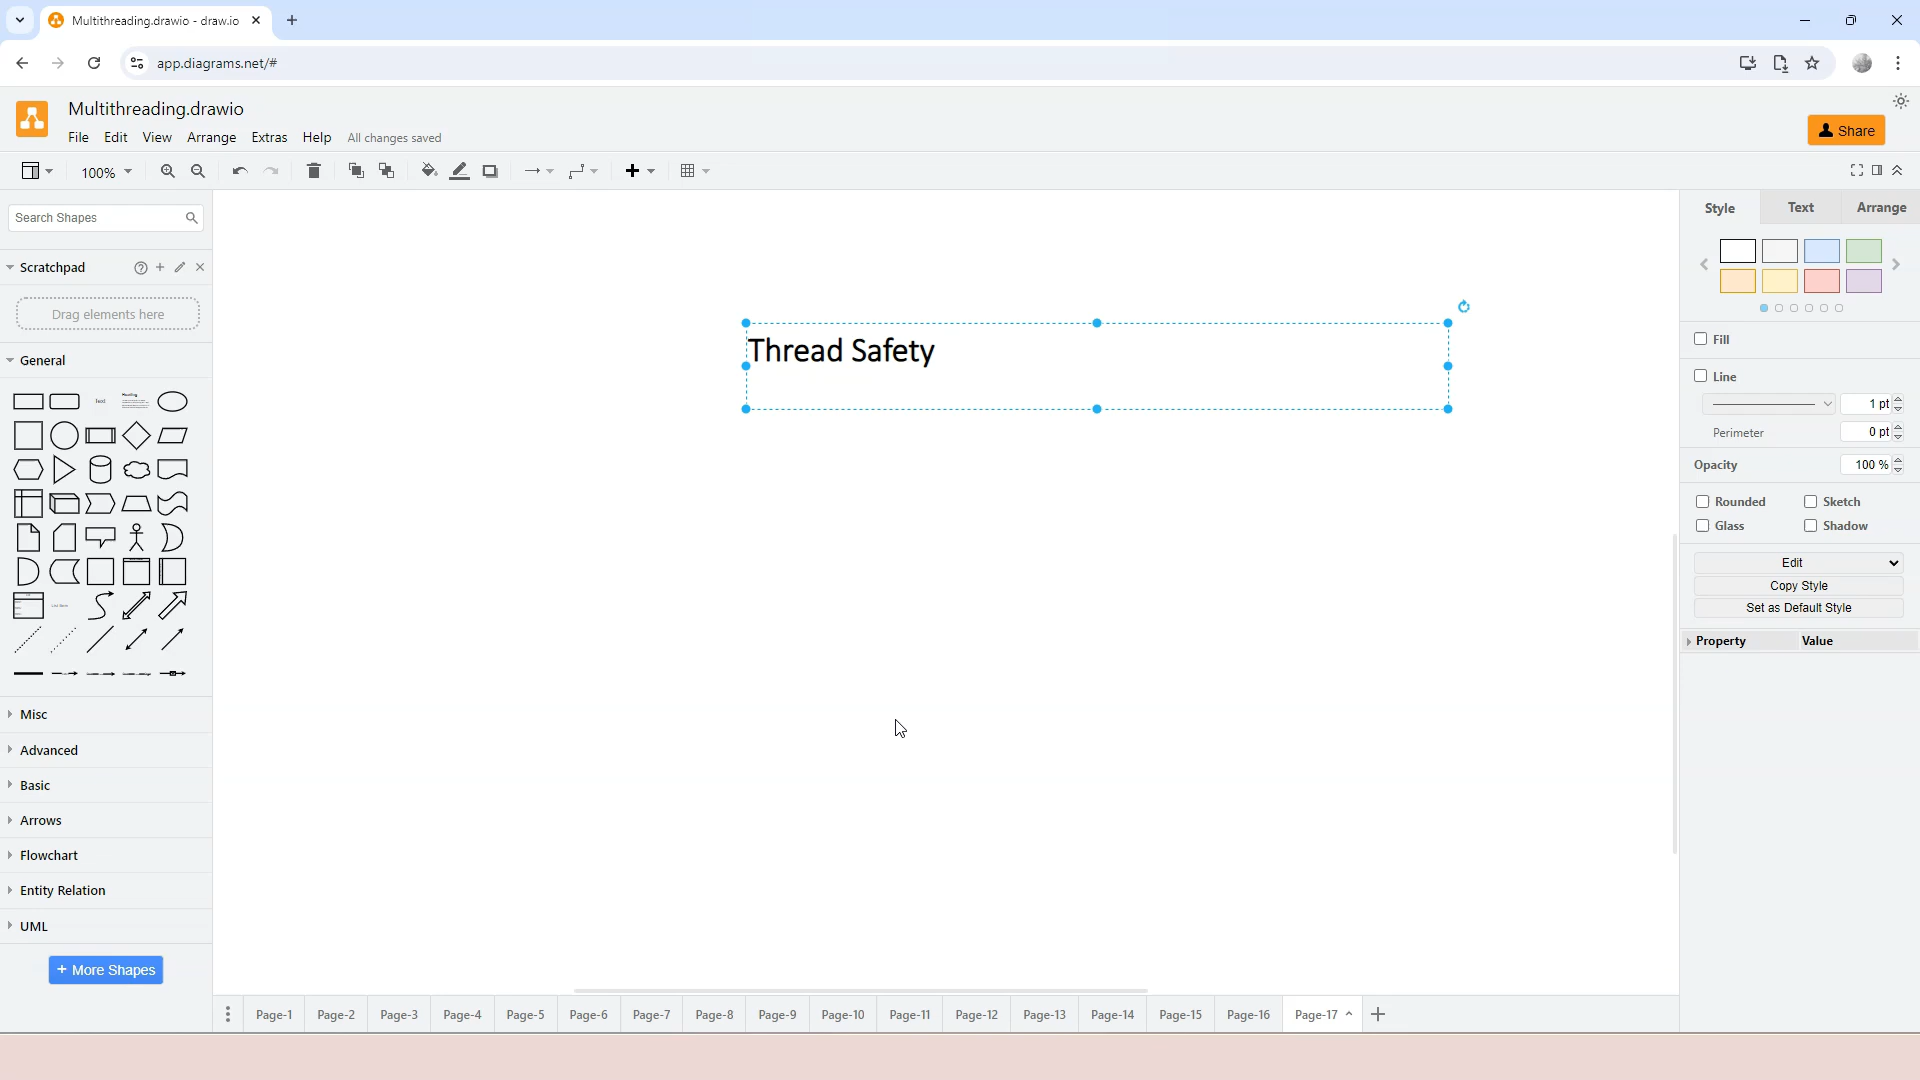 Multithreading.drawio - draw.io
app.diagrams.net/#
Multithreading.drawio
File Edit View Arrange Extras Help All changes saved
Share
100%
Search Shapes
Scratchpad
Drag elements here
General
Text
Heading
Misc
Advanced
Basic
Arrows
Flowchart
Entity Relation
UML
+ More Shapes
Thread Safety
Style Text Arrange
Fill
Line
1 pt
Perimeter 0 pt
Opacity 100 %
Rounded Sketch
Glass Shadow
Edit
Copy Style
Set as Default Style
Property Value
Page-1 Page-2 Page-3 Page-4 Page-5 Page-6 Page-7 Page-8 Page-9 Page-10 Page-11 Page-12 Page-13 Page-14 Page-15 Page-16 Page-17